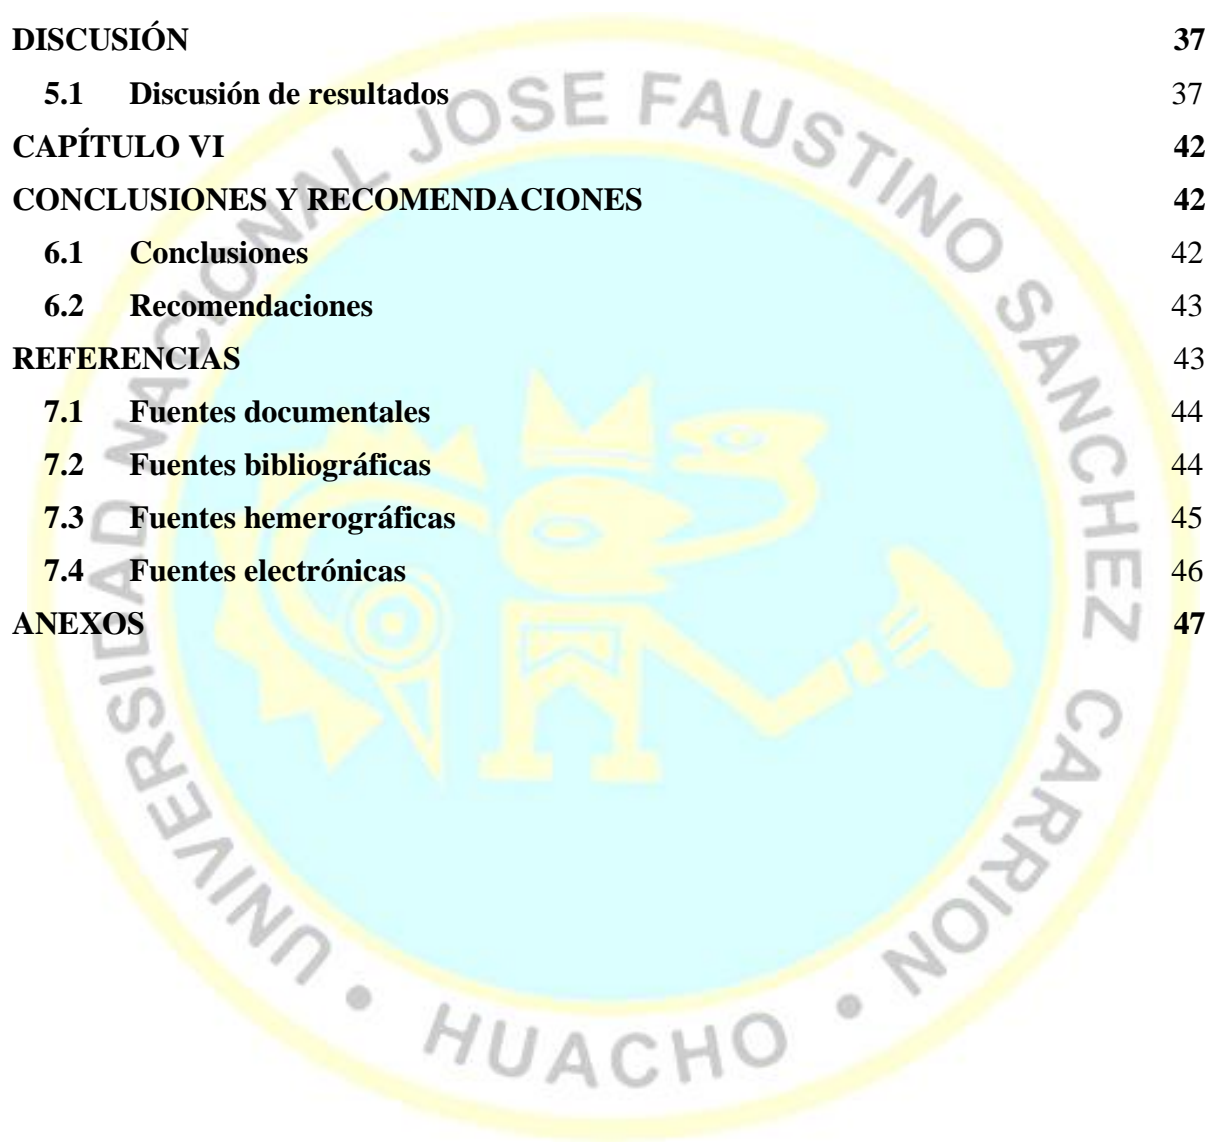 DISCUSIÓN 37
5.1 Discusión de resultados 37
CAPÍTULO VI 42
CONCLUSIONES Y RECOMENDACIONES 42
6.1 Conclusiones 42
6.2 Recomendaciones 43
REFERENCIAS 43
7.1 Fuentes documentales 44
7.2 Fuentes bibliográficas 44
7.3 Fuentes hemerográficas 45
7.4 Fuentes electrónicas 46
ANEXOS 47
UNIVERSIDAD NACIONAL JOSE FAUSTINO SANCHEZ CARRION • HUACHO •